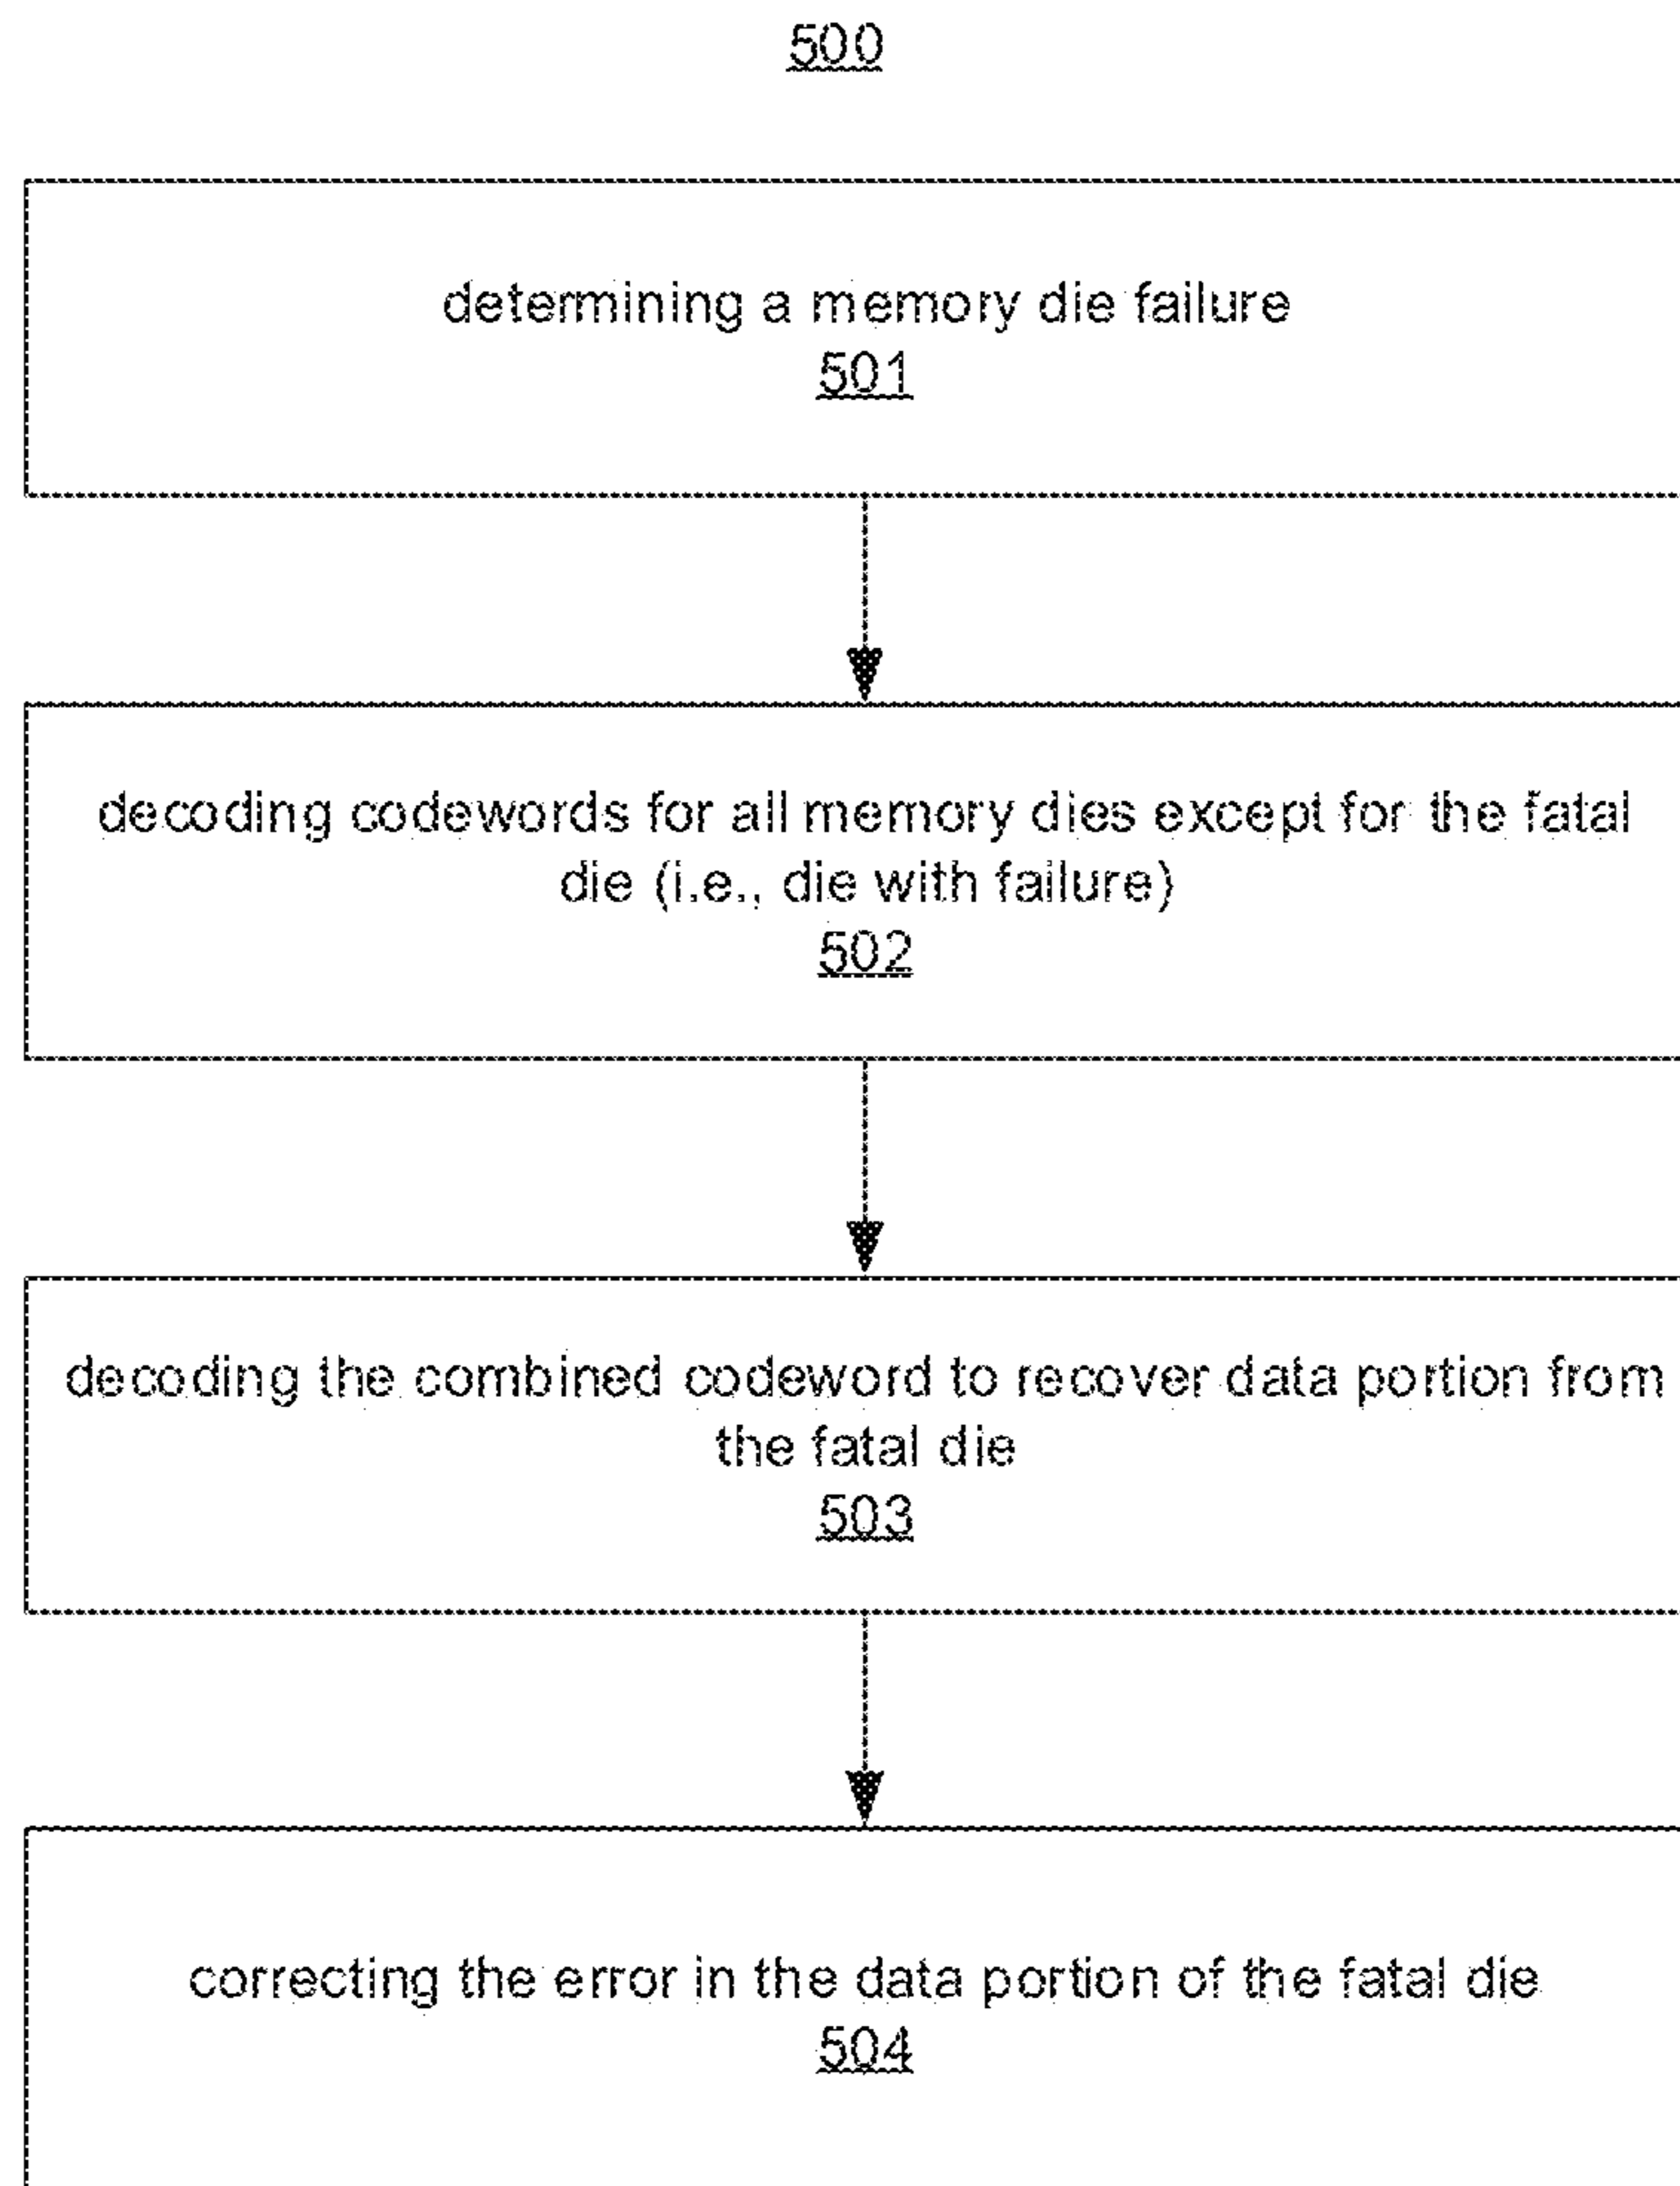 500
determining a memory die failure
501
decoding codewords for all memory dies except for the fatal
die (i.e., die with failure)
502
decoding the combined codeword to recover data portion from
the fatal die
503
correcting the error in the data portion of the fatal die
504